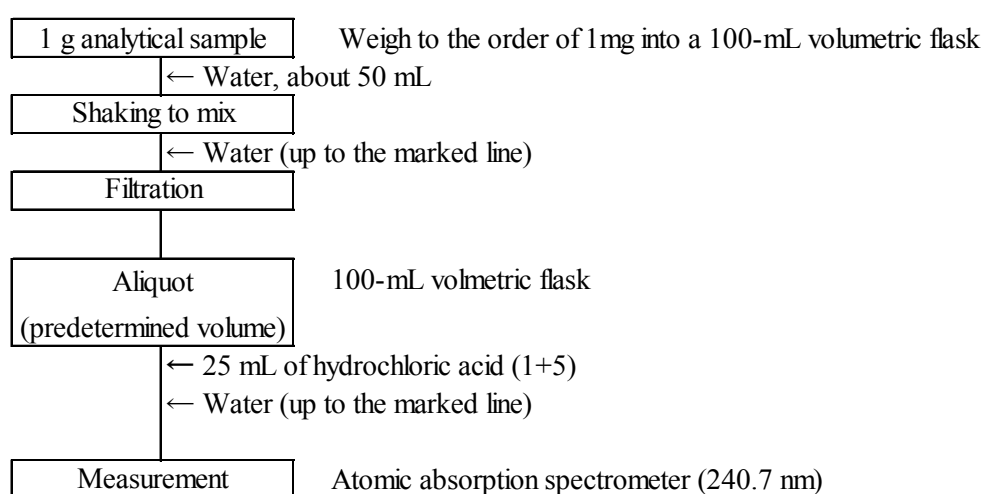 1 g analytical sample Weigh to the order of 1mg into a 100-mL volumetric flask
← Water, about 50 mL
Shaking to mix
← Water (up to the marked line)
Filtration
Aliquot 100-mL volmetric flask
(predetermined volume)
← 25 mL of hydrochloric acid (1+5)
← Water (up to the marked line)
Measurement Atomic absorption spectrometer (240.7 nm)